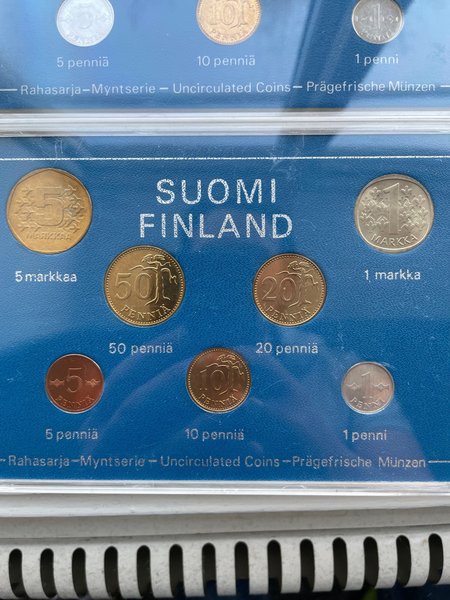 5 penniä 10 penniä 1 penni
Rahasarja—Myntserie—Uncirculated Coins—Prägefrische Münzen
SUOMI
FINLAND
5 MARKKAA
1 MARKKA
5 markkaa
1 markka
50 PENNIÄ
20 PENNIÄ
50 penniä
20 penniä
5 PENNIÄ
10 PENNIÄ
1 PENNI
5 penniä
10 penniä
1 penni
Rahasarja—Myntserie—Uncirculated Coins—Prägefrische Münzen